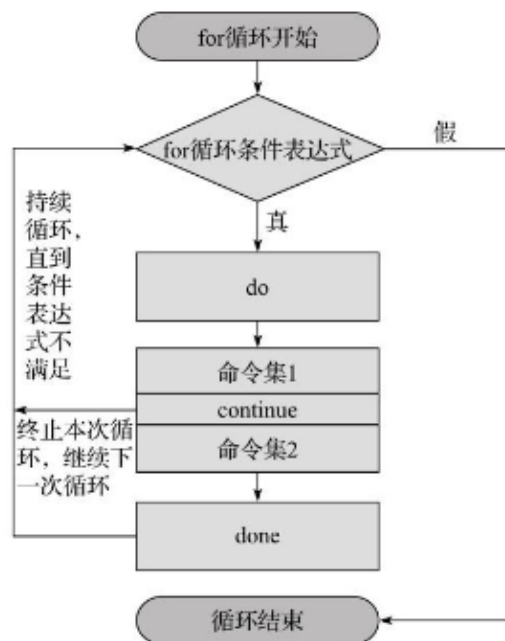 for循环开始
for循环条件表达式
假
真
持续
循环，
直到
条件
表达
式不
满足
do
命令集1
continue
命令集2
终止本次循
环，继续下
一次循环
done
循环结束